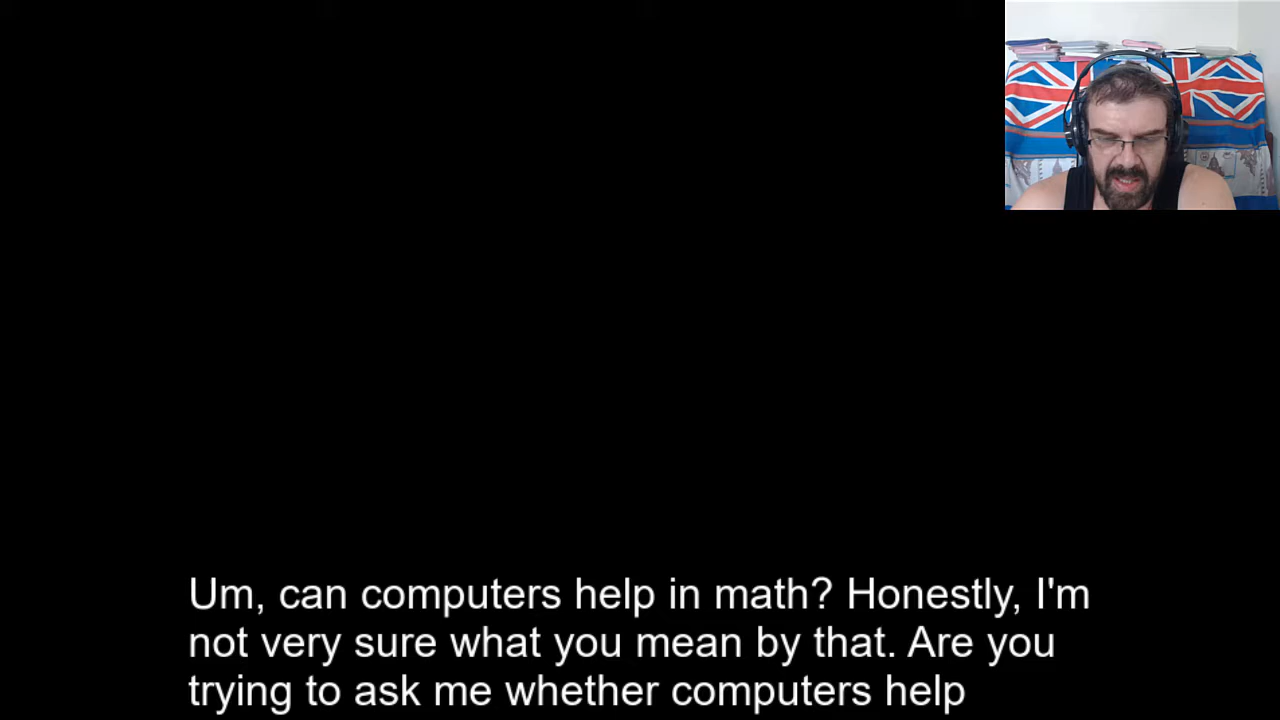 Um, can computers help in math? Honestly, I'm
not very sure what you mean by that. Are you
trying to ask me whether computers help